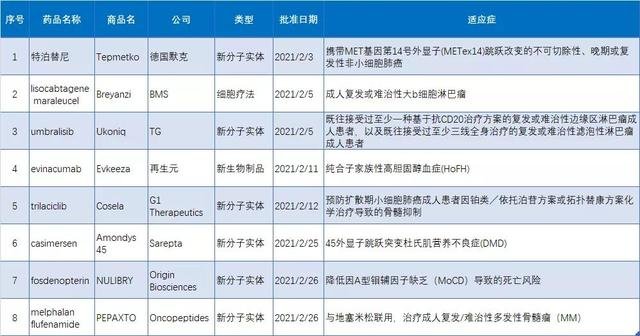 序号 药品名称 商品名 公司 类型 批准日期 适应症
1 特泊替尼 Tepmetko 德国默克 新分子实体 2021/2/3 携带MET基因第14号外显子(METex14)跳跃改变的不可切除性、晚期或复
发性非小细胞肺癌
2 lisocabtagene
maraleucel Breyanzi BMS 细胞疗法 2021/2/5 成人复发或难治性大b细胞淋巴瘤
3 umbralisib Ukoniq TG 新分子实体 2021/2/5 既往接受过至少一种基于抗CD20治疗方案的复发或难治性边缘区淋巴瘤成
人患者，以及既往接受过至少三线全身治疗的复发或难治性滤泡性淋巴瘤
成人患者
4 evinacumab Evkeeza 再生元 新生物制品 2021/2/11 纯合子家族性高胆固醇血症(HoFH)
5 trilaciclib Cosela G1
Therapeutics 新分子实体 2021/2/12 预防扩散期小细胞肺癌成人患者因铂类／依托泊苷方案或拓扑替康方案化
学治疗导致的骨髓抑制
6 casimersen Amondys
45 Sarepta 新分子实体 2021/2/25 45外显子跳跃突变杜氏肌营养不良症(DMD)
7 fosdenopterin NULIBRY Origin
Biosciences 新分子实体 2021/2/26 降低因A型钼辅因子缺乏（MoCD）导致的死亡风险
8 melphalan
flufenamide PEPAXTO Oncopeptides 新分子实体 2021/2/26 与地塞米松联用，治疗成人复发/难治性多发性骨髓瘤（MM）